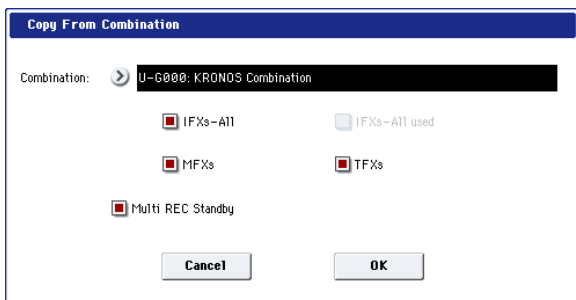 Copy From Combination
Combination: U-G000: KRONOS Combination
IFXs-All IFXs-All used
MFXs TFXs
Multi REC Standby
Cancel OK